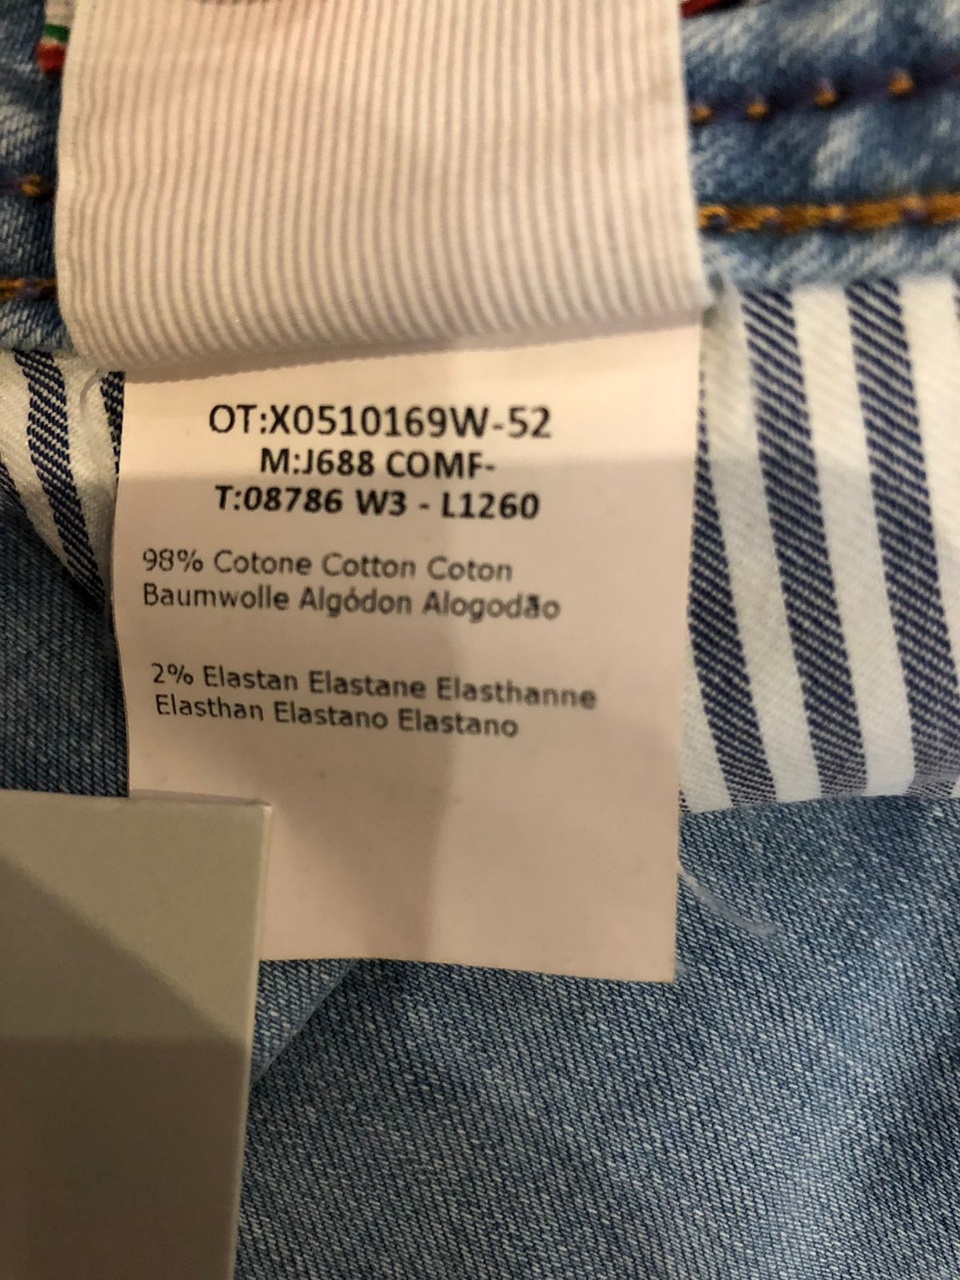 OT:X0510169W-52
M:J688 COMF-
T:08786 W3 - L1260
98% Cotone Cotton Coton
Baumwolle Algódon Alogodão
2% Elastan Elastane Elasthanne
Elasthan Elastano Elastano